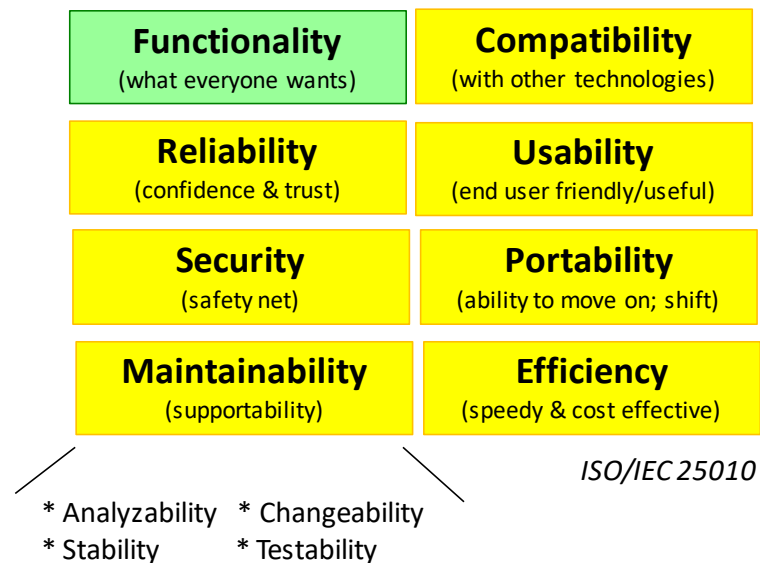 Functionality
(what everyone wants)
Compatibility
(with other technologies)
Reliability
(confidence & trust)
Usability
(end user friendly/useful)
Security
(safety net)
Portability
(ability to move on; shift)
Maintainability
(supportability)
Efficiency
(speedy & cost effective)
ISO/IEC 25010
* Analyzability * Changeability
* Stability * Testability